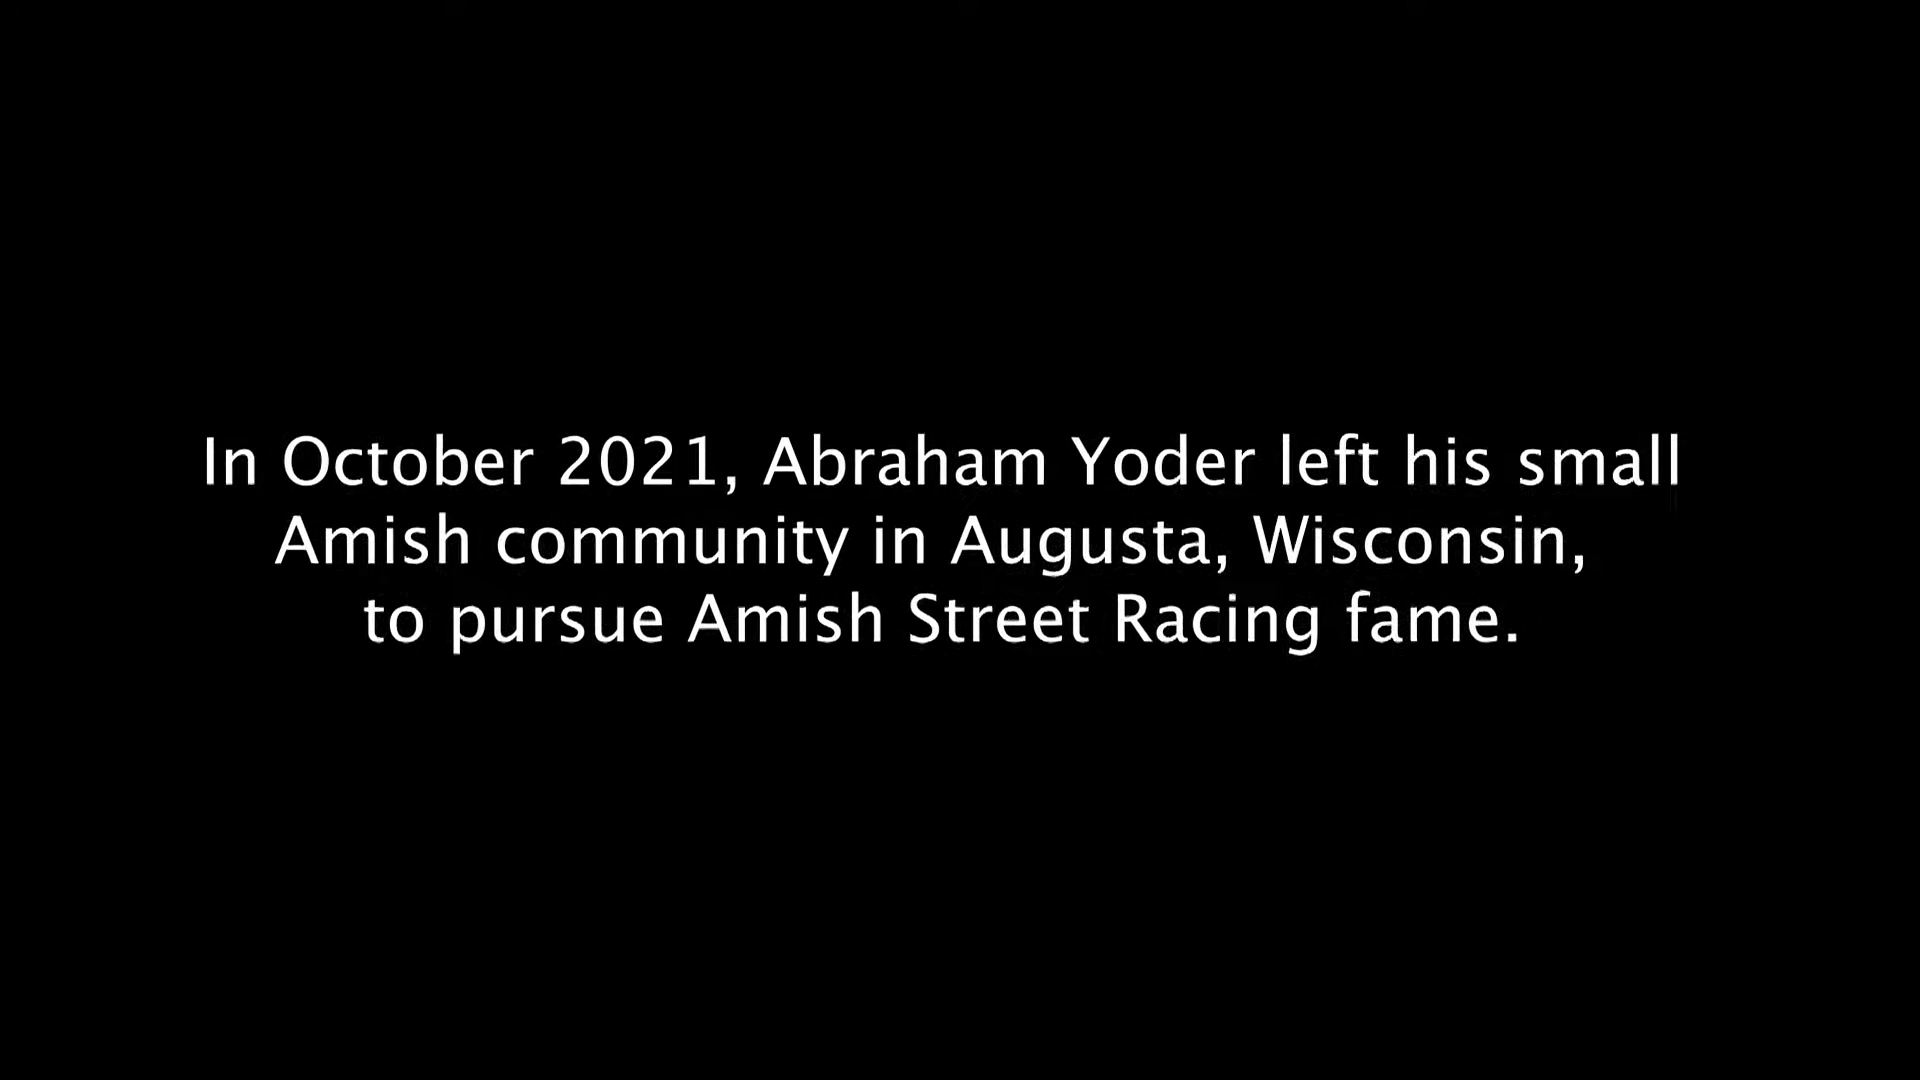 In October 2021, Abraham Yoder left his small
Amish community in Augusta, Wisconsin,
to pursue Amish Street Racing fame.